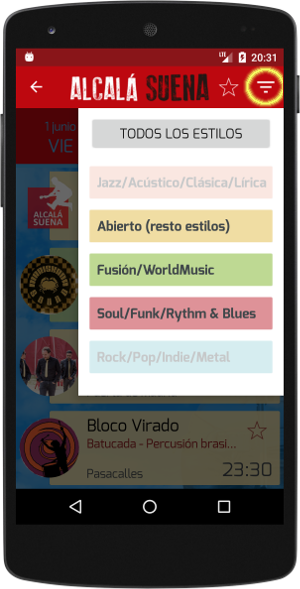 LTE 20:31
ALCALÁ SUENA
1 junio
VIE
TODOS LOS ESTILOS
Jazz/Acústico/Clásica/Lírica
Abierto (resto estilos)
Fusión/WorldMusic
Soul/Funk/Rythm & Blues
Rock/Pop/Indie/Metal
ALCALÁ
SUENA
Bloco Virado
Batucada - Percusión brasi...
Pasacalles 23:30